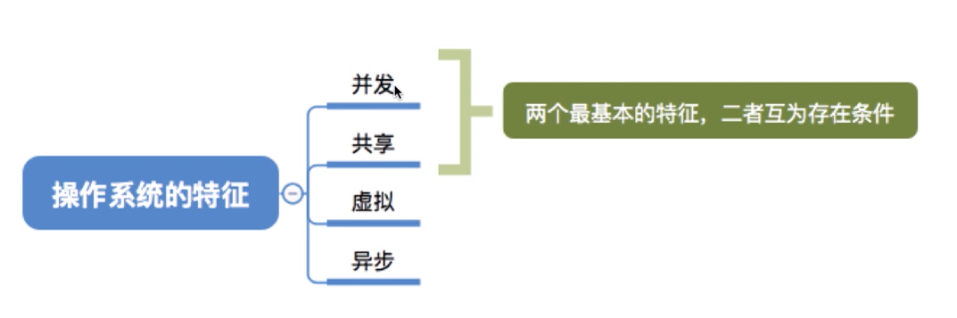 并发
共享
虚拟
异步
操作系统的特征
两个最基本的特征，二者互为存在条件